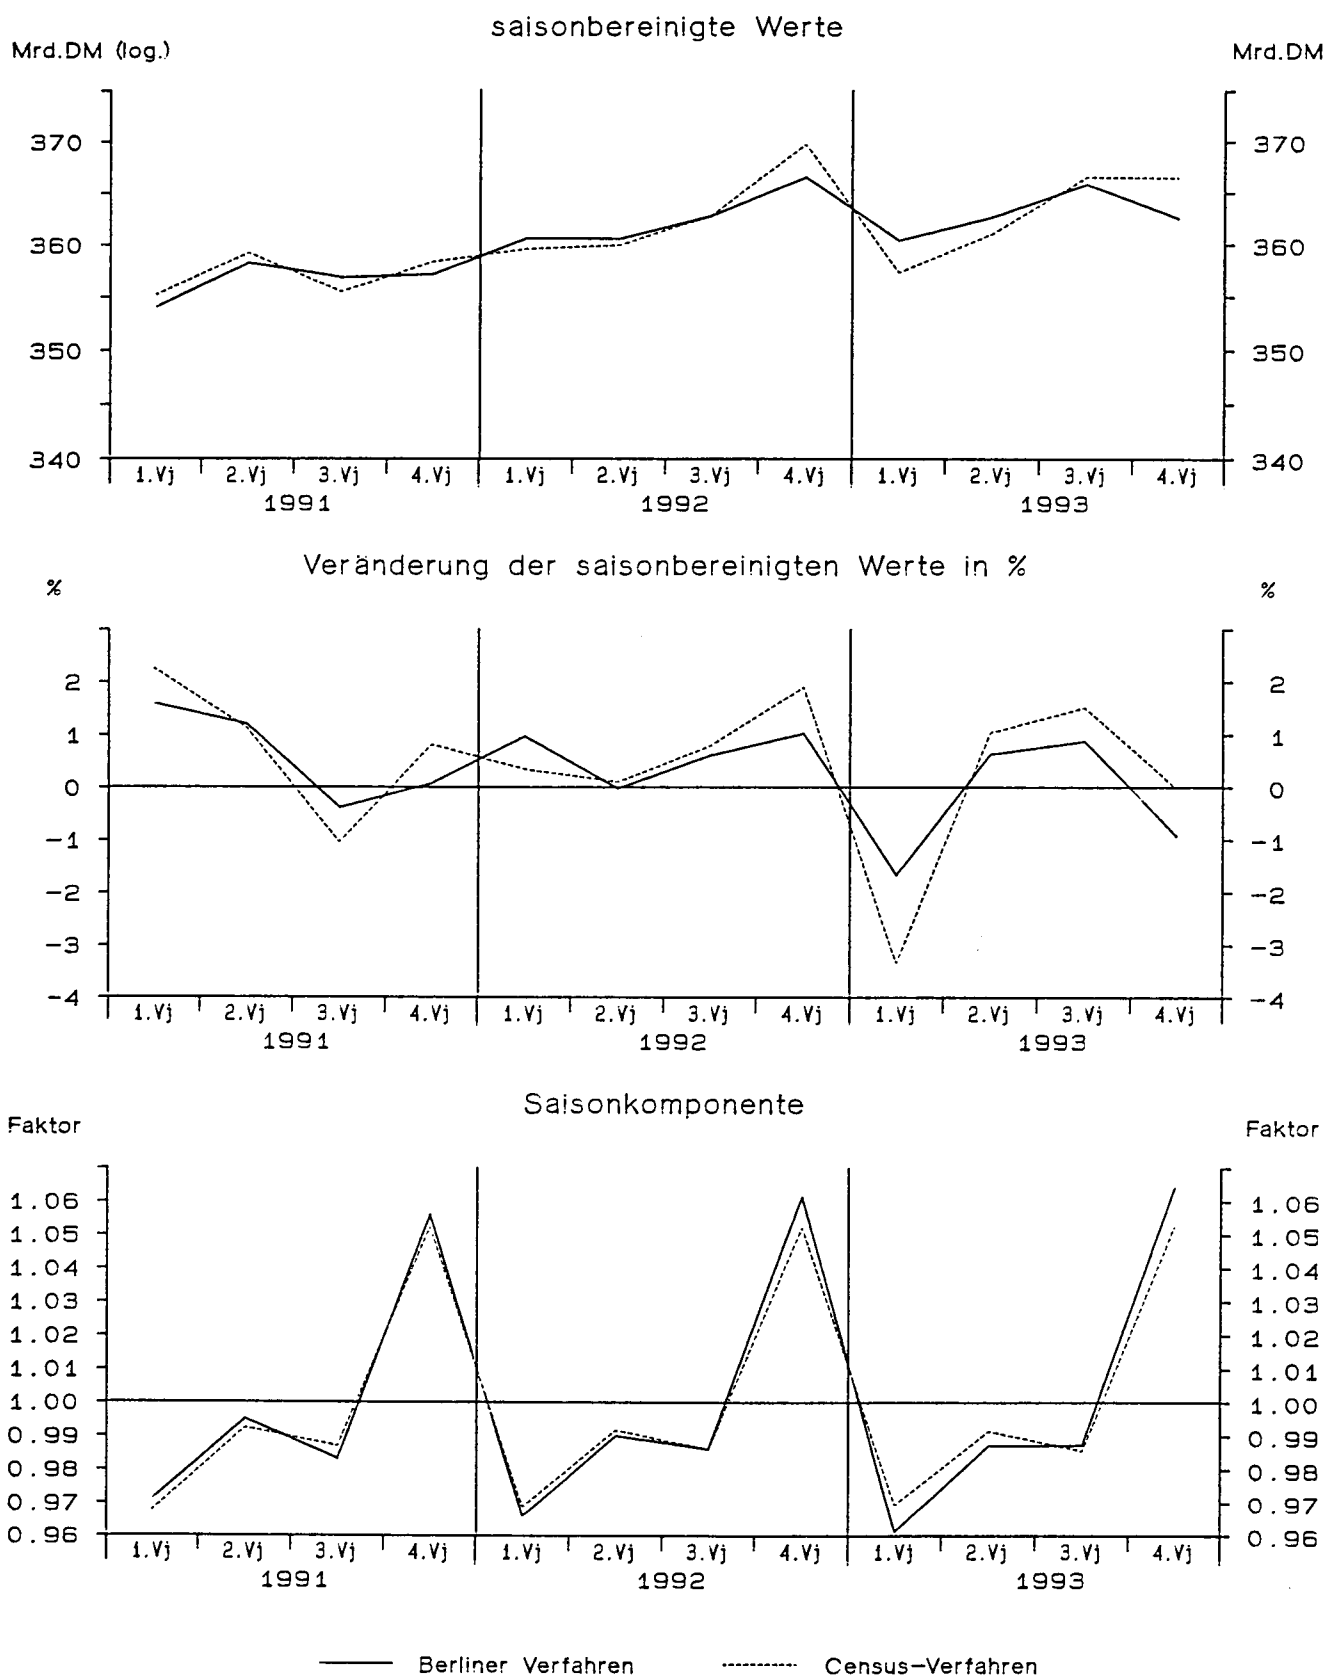 saisonbereinigte Werte
Mrd.DM (log.) Mrd.DM
370 370
360 360
350 350
340 340
1.Vj 2.Vj 3.Vj 4.Vj 1.Vj 2.Vj 3.Vj 4.Vj 1.Vj 2.Vj 3.Vj 4.Vj
1991 1992 1993
Veränderung der saisonbereinigten Werte in %
% %
2 2
1 1
0 0
-1 -1
-2 -2
-3 -3
-4 -4
1.Vj 2.Vj 3.Vj 4.Vj 1.Vj 2.Vj 3.Vj 4.Vj 1.Vj 2.Vj 3.Vj 4.Vj
1991 1992 1993
Saisonkomponente
Faktor Faktor
1.06 1.06
1.05 1.05
1.04 1.04
1.03 1.03
1.02 1.02
1.01 1.01
1.00 1.00
0.99 0.99
0.98 0.98
0.97 0.97
0.96 0.96
1.Vj 2.Vj 3.Vj 4.Vj 1.Vj 2.Vj 3.Vj 4.Vj 1.Vj 2.Vj 3.Vj 4.Vj
1991 1992 1993
Berliner Verfahren Census-Verfahren